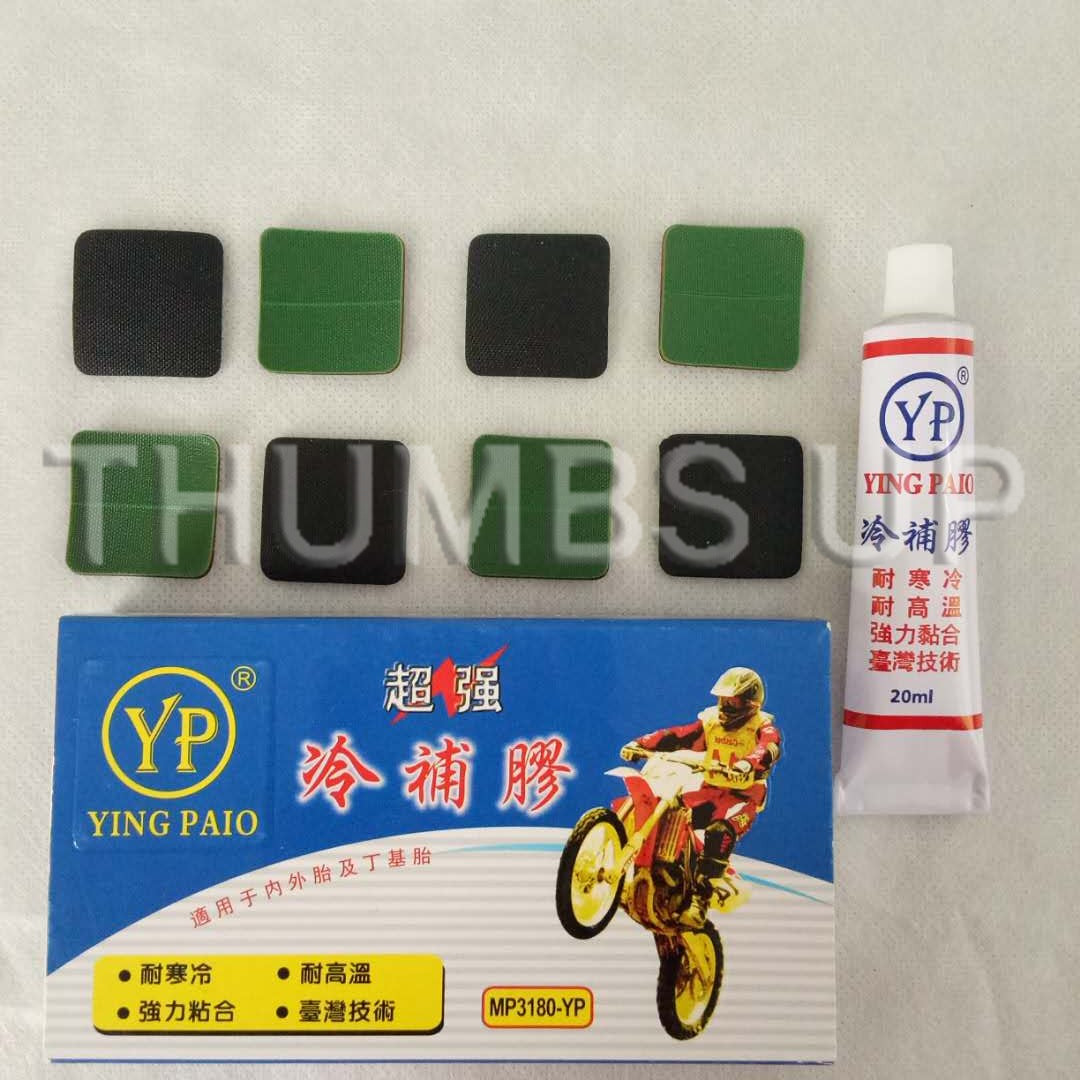 THUMBS UP
YP®
YING PAIO
冷補膠
耐寒冷
耐高溫
強力黏合
臺灣技術
20ml
YP®
YING PAIO
超强
冷補膠
適用于内外胎及丁基胎
• 耐寒冷 • 耐高溫
• 強力粘合 • 臺灣技術
MP3180-YP